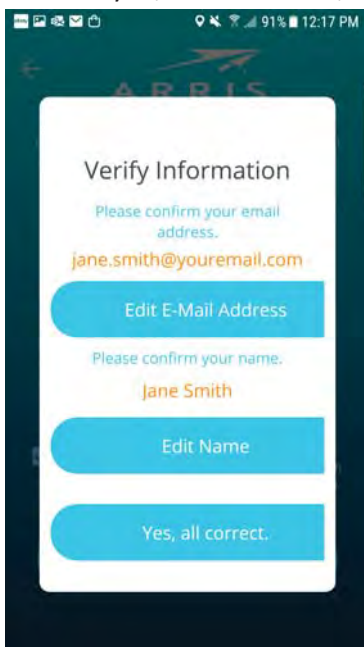 91% 12:17 PM
ARRIS
Verify Information
Please confirm your email
address.
jane.smith@youremail.com
Edit E-Mail Address
Please confirm your name.
Jane Smith
Edit Name
Yes, all correct.